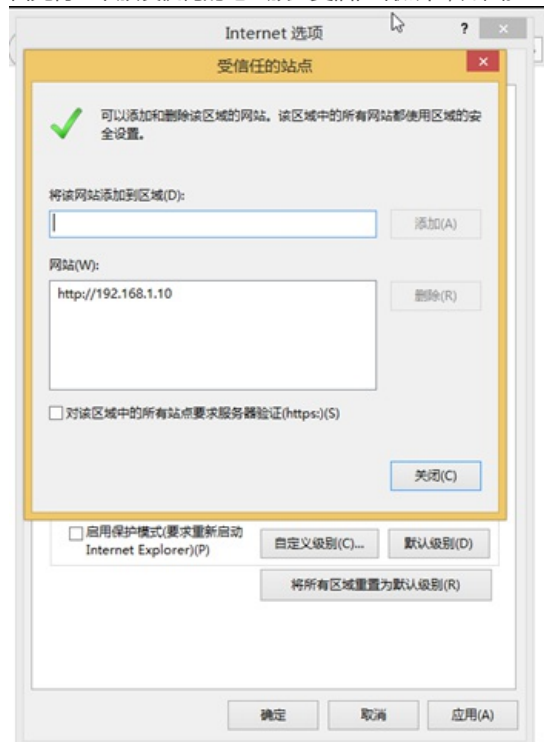 Internet 选项
?
受信任的站点
可以添加和删除该区域的网站。该区域中的所有网站都使用区域的安
全设置。
将该网站添加到区域(D):
添加(A)
网站(W):
http://192.168.1.10
删除(R)
对该区域中的所有站点要求服务器验证(https:)(S)
关闭(C)
启用保护模式(要求重新启动
Internet Explorer)(P)
自定义级别(C)...
默认级别(D)
将所有区域重置为默认级别(R)
确定
取消
应用(A)